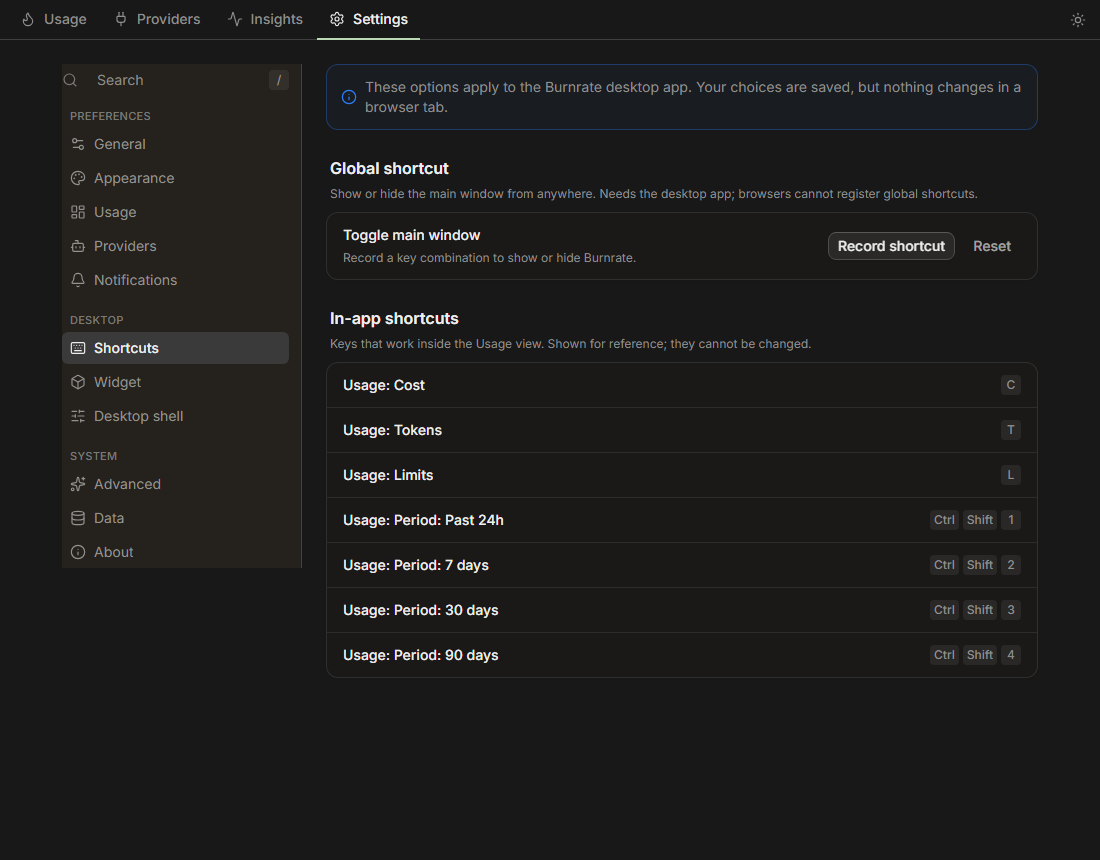 Usage
Providers
Insights
Settings
Search
/
PREFERENCES
General
Appearance
Usage
Providers
Notifications
DESKTOP
Shortcuts
Widget
Desktop shell
SYSTEM
Advanced
Data
About
These options apply to the Burnrate desktop app. Your choices are saved, but nothing changes in a
browser tab.
Global shortcut
Show or hide the main window from anywhere. Needs the desktop app; browsers cannot register global shortcuts.
Toggle main window
Record a key combination to show or hide Burnrate.
Record shortcut
Reset
In-app shortcuts
Keys that work inside the Usage view. Shown for reference; they cannot be changed.
Usage: Cost
C
Usage: Tokens
T
Usage: Limits
L
Usage: Period: Past 24h
Ctrl Shift 1
Usage: Period: 7 days
Ctrl Shift 2
Usage: Period: 30 days
Ctrl Shift 3
Usage: Period: 90 days
Ctrl Shift 4